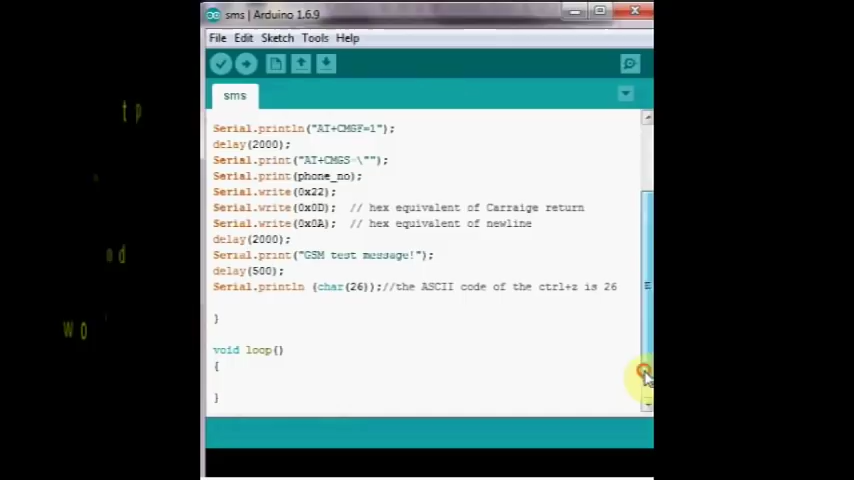 sms | Arduino 1.6.9
File Edit Sketch Tools Help
sms
Serial.println("AT+CMGF=1");
delay(2000);
Serial.print("AT+CMGS=\"");
Serial.print(phone_no);
Serial.write(0x22);
Serial.write(0x0D); // hex equivalent of Carraige return
Serial.write(0x0A); // hex equivalent of newline
delay(2000);
Serial.print("GSM test message!");
delay(500);
Serial.println (char(26));//the ASCII code of the ctrl+z is 26
}
void loop()
{
}
t p
o d
w o